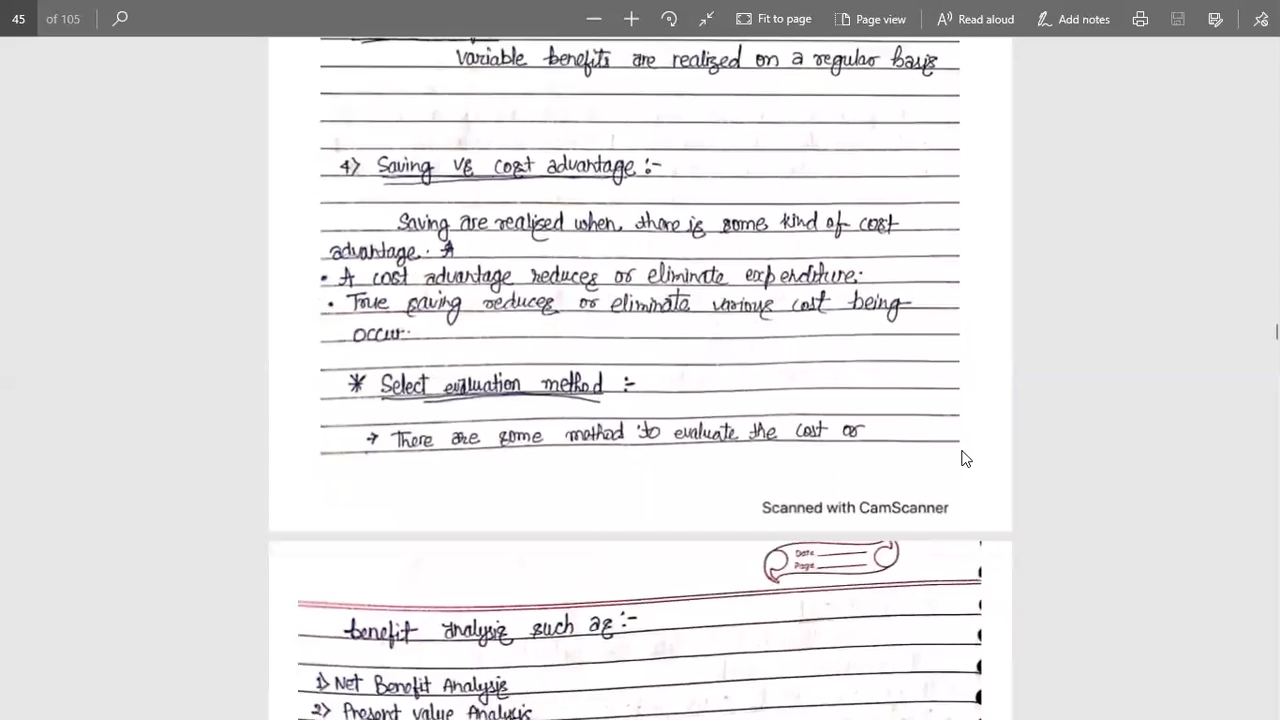 45 of 105
Fit to page
Page view
Read aloud
Add notes
variable benefits are realized on a regular basis
4) Saving vs cost advantage :-
Saving are realised when, there is some kind of cost
advantage. A
• A cost advantage reduces or eliminate expenditure.
• True saving reduces or eliminate various cost being
occur.
* Select evaluation method :-
→ There are some method to evaluate the cost or
Scanned with CamScanner
Date
Page
benefit analysis such as :-
1) Net Benefit Analysis
2) Present value Analysis